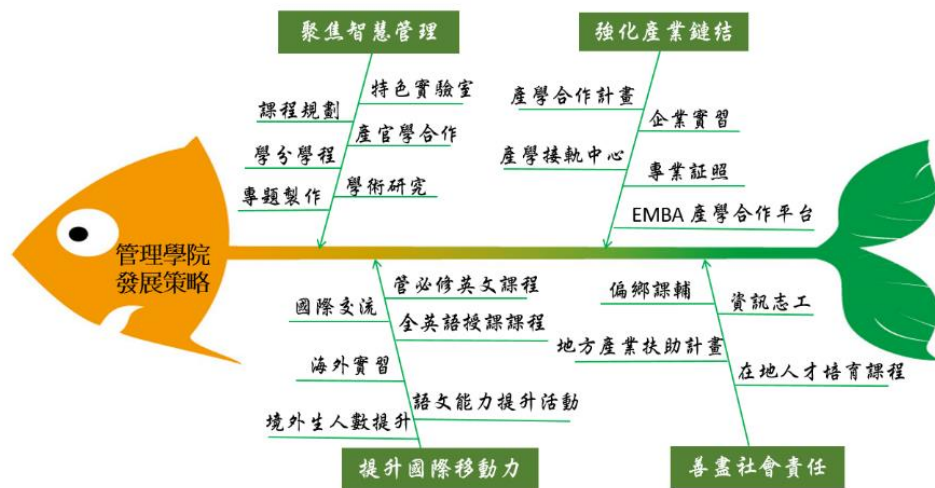 聚焦智慧管理
特色實驗室
課程規劃
產官學合作
學分學程
學術研究
專題製作
強化產業鏈結
產學合作計畫
企業實習
產學接軌中心
專業証照
EMBA 產學合作平台
管理學院
發展策略
管必修英文課程
國際交流
全英語授課課程
海外實習
語文能力提升活動
境外生人數提升
提升國際移動力
偏鄉課輔
資訊志工
地方產業扶助計畫
在地人才培育課程
善盡社會責任